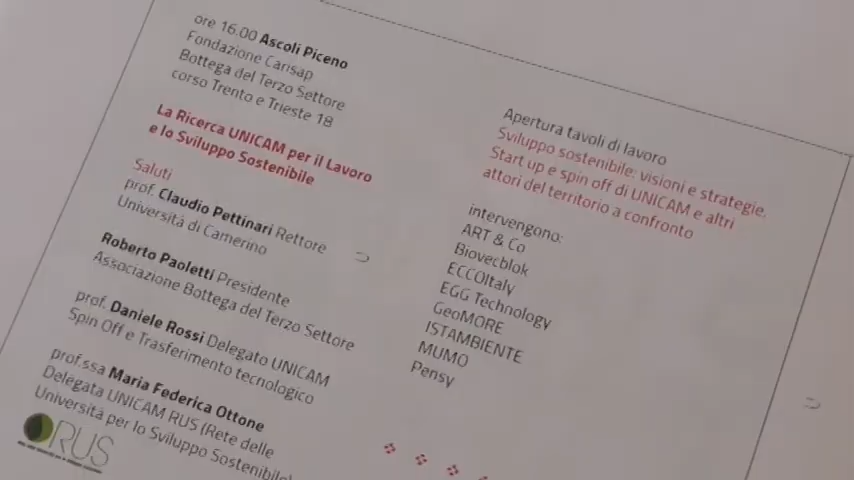 ore 16.00 Ascoli Piceno
Fondazione Carisap
Bottega del Terzo Settore
corso Trento e Trieste 18
La Ricerca UNICAM per il Lavoro
e lo Sviluppo Sostenibile
Saluti
prof. Claudio Pettinari Rettore
Università di Camerino
Roberto Paoletti Presidente
Associazione Bottega del Terzo Settore
prof. Daniele Rossi Delegato UNICAM
Spin Off e Trasferimento tecnologico
prof.ssa Maria Federica Ottone
Delegata UNICAM RUS (Rete delle
Università per lo Sviluppo Sostenibile)
RUS
Apertura tavoli di lavoro
Sviluppo sostenibile: visioni e strategie.
Start up e spin off di UNICAM e altri
attori del territorio a confronto
intervengono:
ART & Co
Biovecblok
ECCOItaly
EGG Technology
GeoMORE
ISTAMBIENTE
MUMO
Pensy